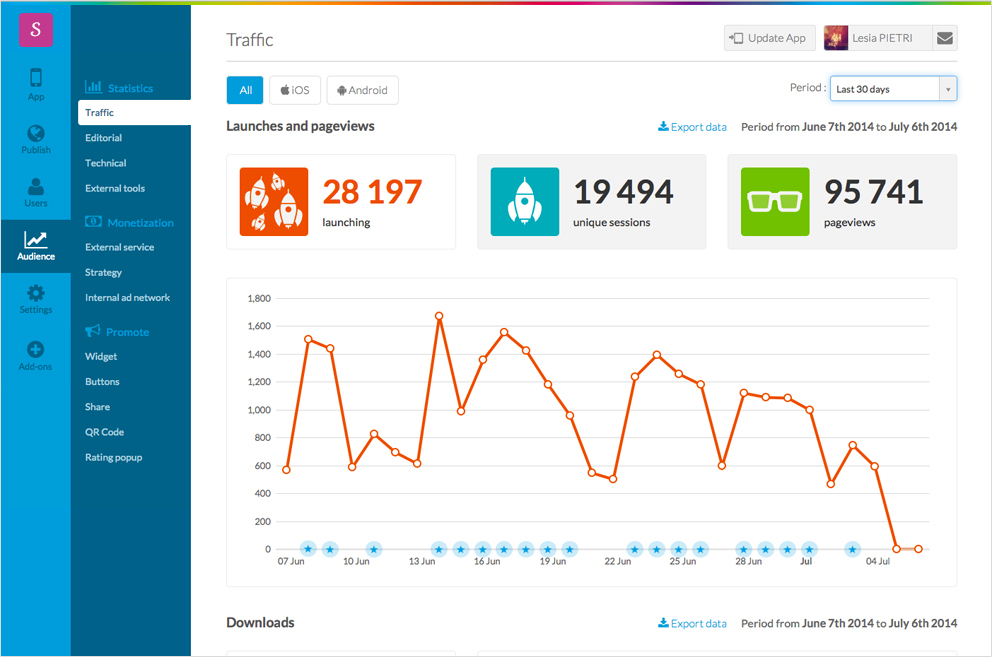 S
App
Publish
Users
Audience
Settings
Add-ons
Statistics
Traffic
Editorial
Technical
External tools
Monetization
External service
Strategy
Internal ad network
Promote
Widget
Buttons
Share
QR Code
Rating popup
Traffic
Update App
Lesia PIETRI
All iOS Android
Period : Last 30 days
Launches and pageviews
Export data Period from June 7th 2014 to July 6th 2014
28 197
launching
19 494
unique sessions
95 741
pageviews
1,800
1,600
1,400
1,200
1,000
800
600
400
200
0
07 Jun 10 Jun 13 Jun 16 Jun 19 Jun 22 Jun 25 Jun 28 Jun Jul 04 Jul
Downloads
Export data Period from June 7th 2014 to July 6th 2014